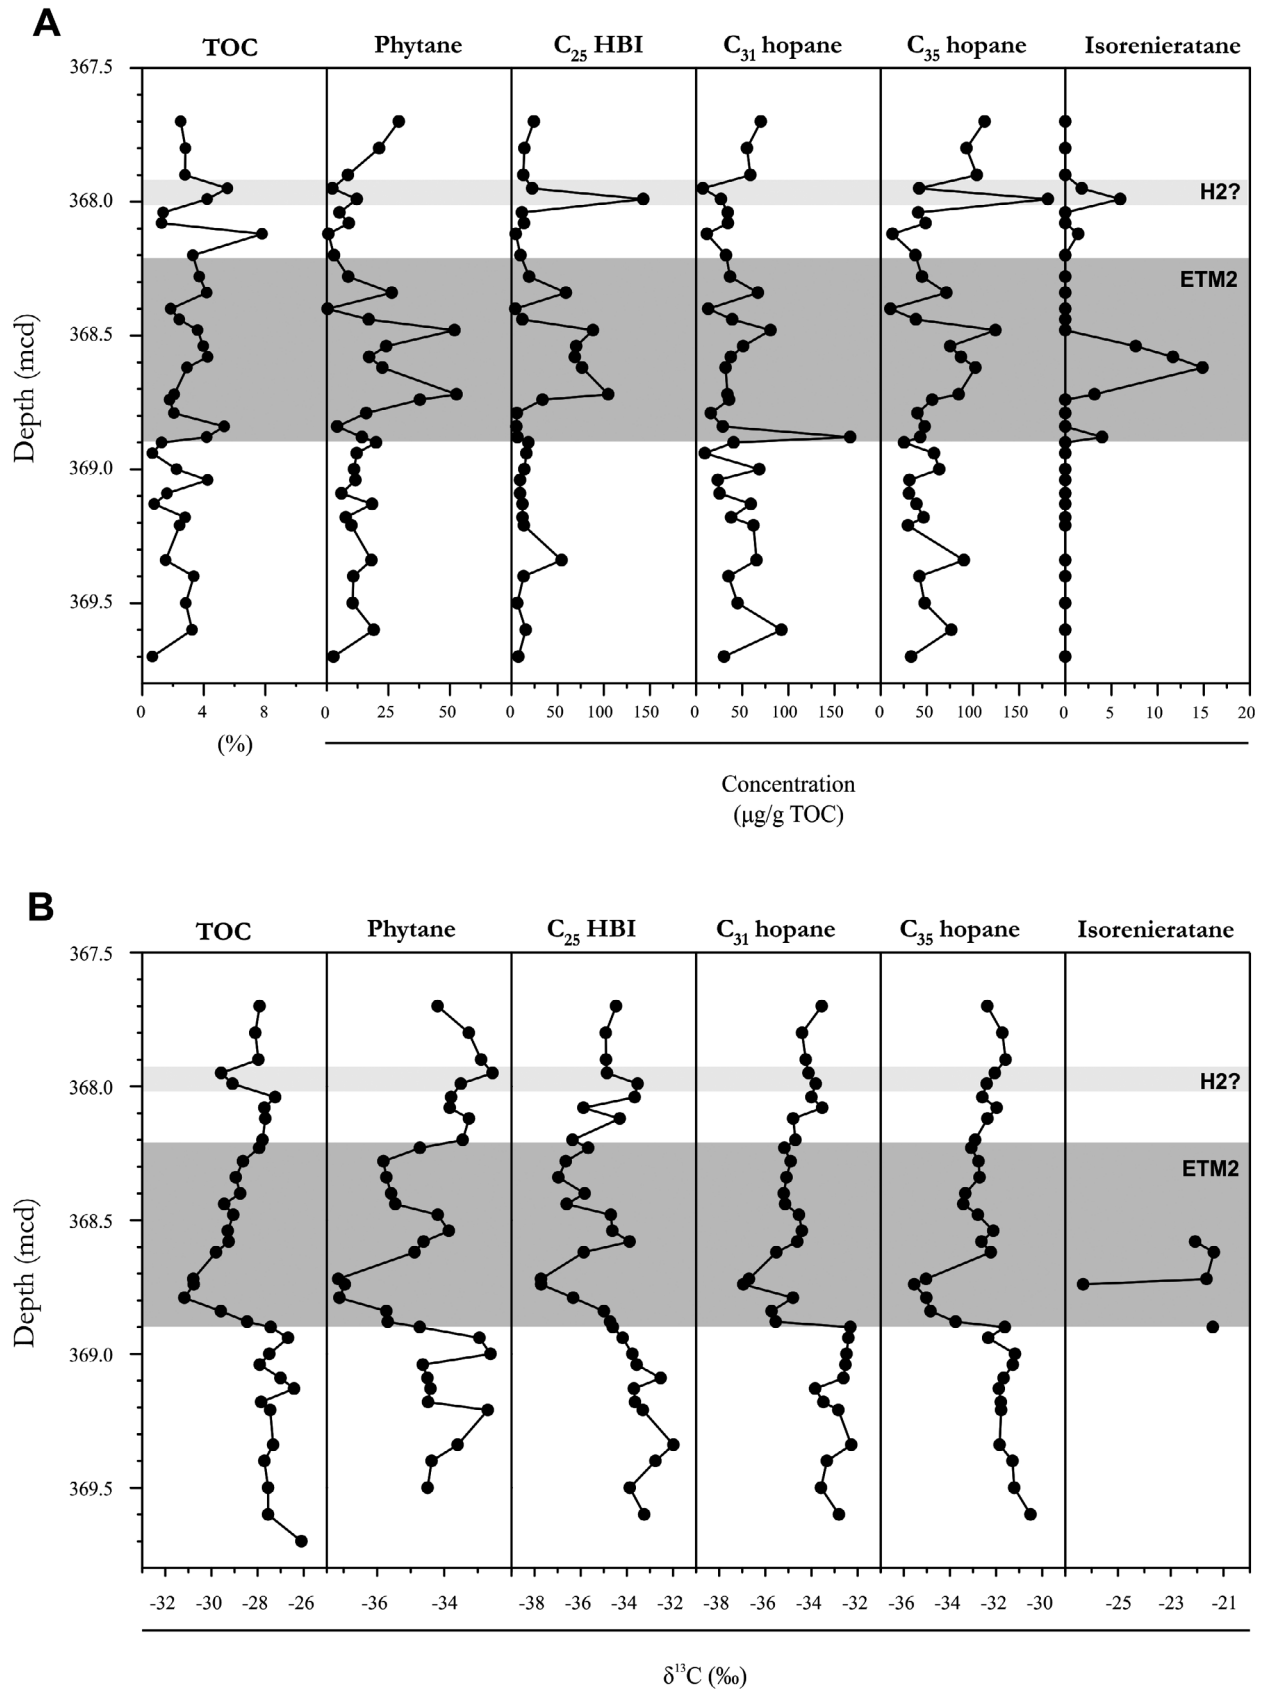 A
TOC Phytane C25 HBI C31 hopane C35 hopane Isorenieratane
367.5
368.0
368.5
369.0
369.5
Depth (mcd)
H2?
ETM2
0 4 8 0 25 50 0 50 100 150 0 50 100 150 0 50 100 150 0 5 10 15 20
(%)
Concentration
(µg/g TOC)
B
TOC Phytane C25 HBI C31 hopane C35 hopane Isorenieratane
367.5
368.0
368.5
369.0
369.5
Depth (mcd)
H2?
ETM2
-32 -30 -28 -26 -36 -34 -38 -36 -34 -32 -38 -36 -34 -32 -36 -34 -32 -30 -25 -23 -21
δ13C (‰)